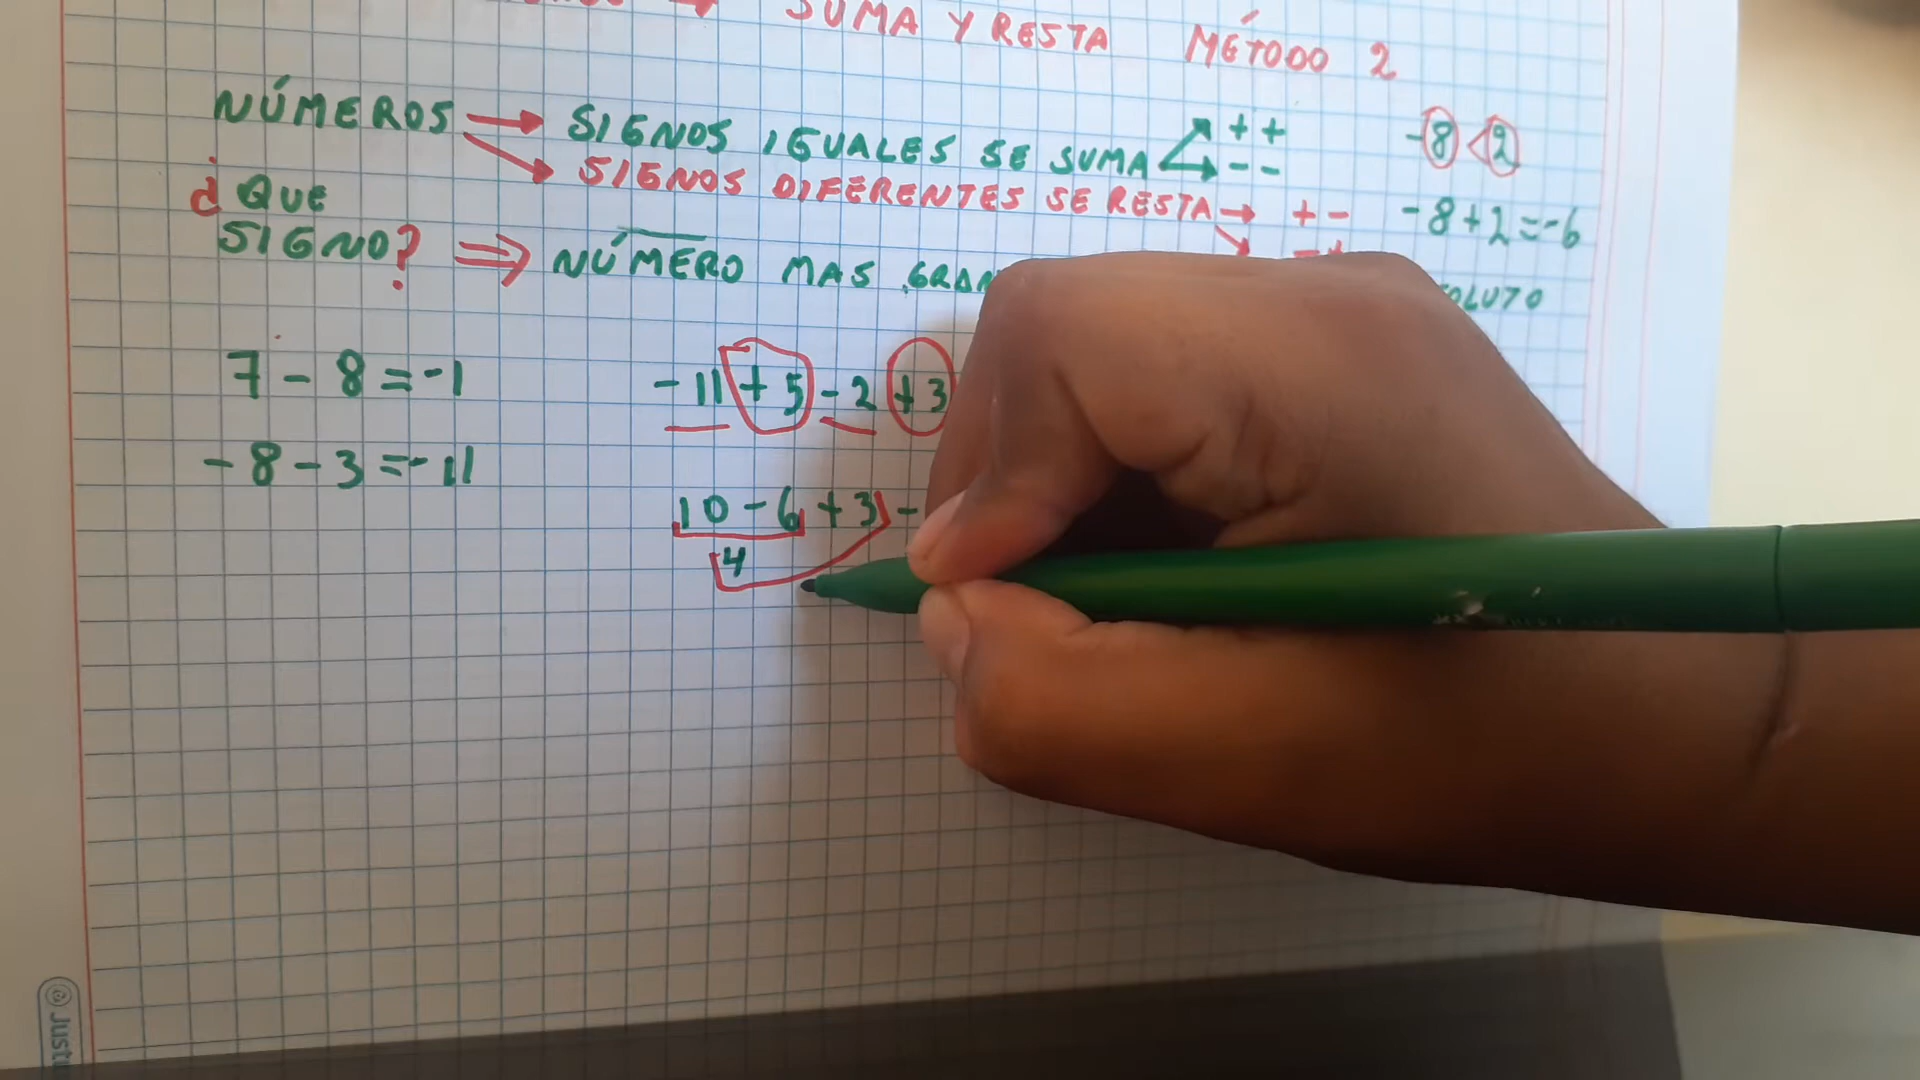 SUMA Y RESTA MÉTODO 2
NÚMEROS → SIGNOS IGUALES SE SUMA + +
- -
SIGNOS DIFERENTES SE RESTA → + -
- +
¿QUE SIGNO? ⇒ NÚMERO MAS
-8 < 2
-8+2=-6
7 - 8 = -1
-8 - 3 = -11
-11 + 5 - 2 + 3
10 - 6 + 3 -
4